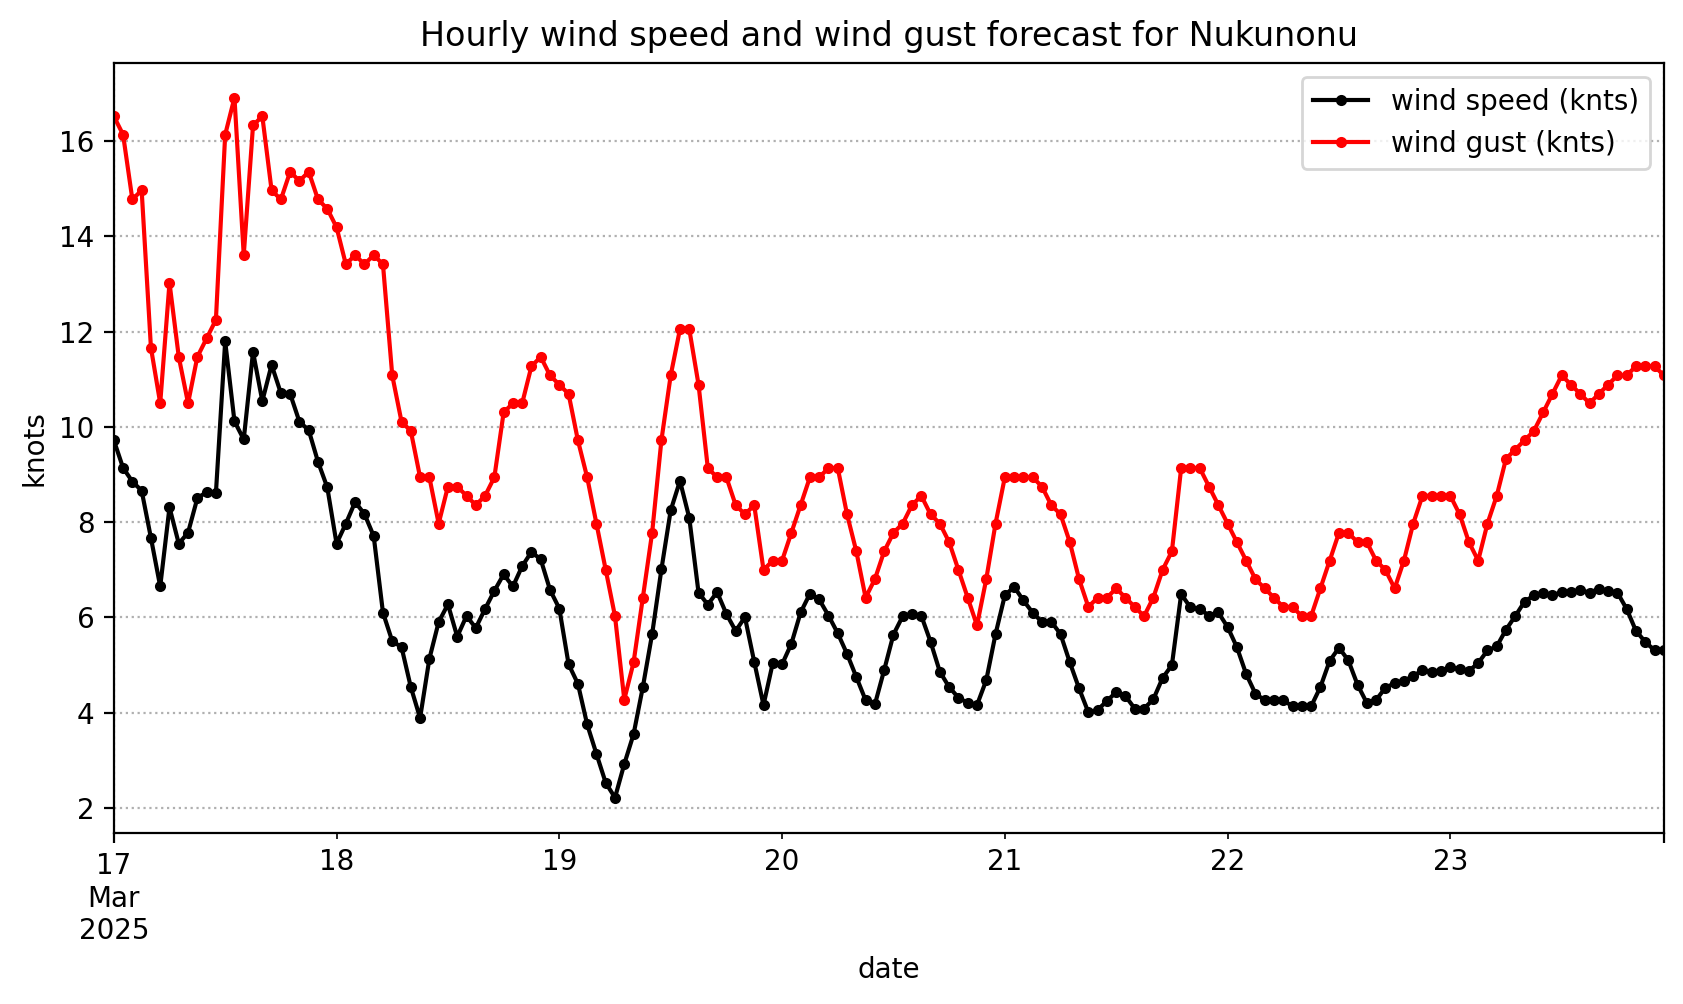 Hourly wind speed and wind gust forecast for Nukunonu
wind speed (knts)
wind gust (knts)
16
14
12
10
8
6
4
2
knots
17
Mar
2025
18
19
20
21
22
23
date